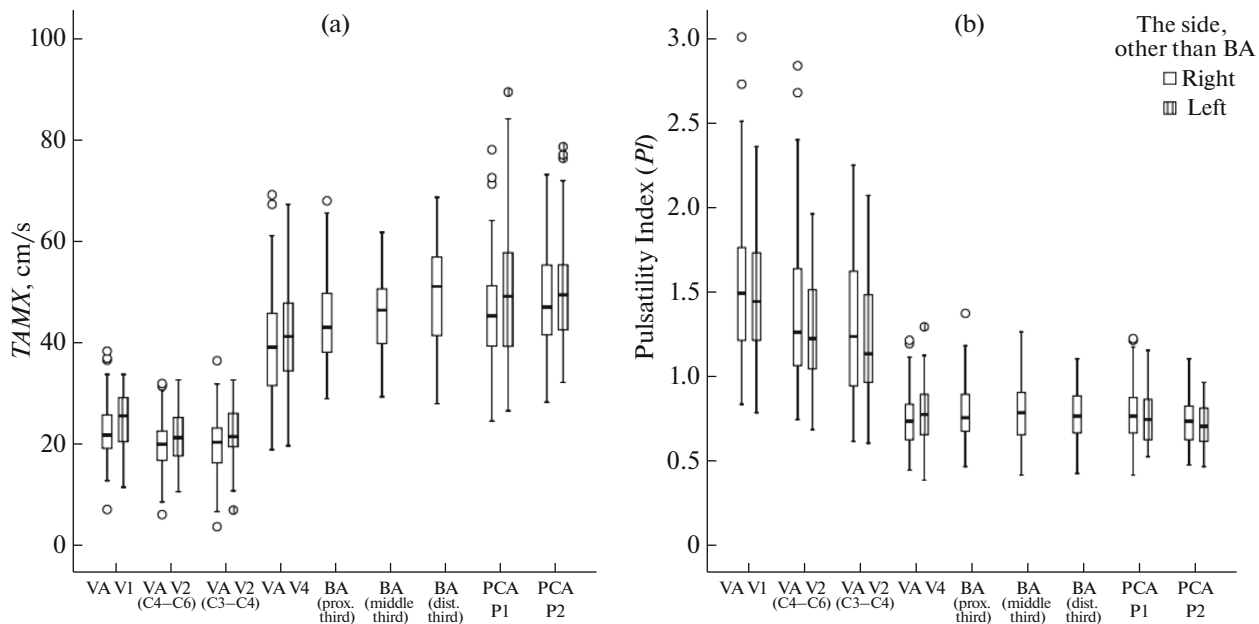 (a)
100
80
60
40
20
0
TAMX, cm/s
VA V1
VA V2
(C4–C6)
VA V2
(C3–C4)
VA V4
BA
(prox.
third)
BA
(middle
third)
BA
(dist.
third)
PCA
P1
PCA
P2
(b)
The side,
other than BA
Right
Left
3.0
2.5
2.0
1.5
1.0
0.5
0
Pulsatility Index (PI)
VA V1
VA V2
(C4–C6)
VA V2
(C3–C4)
VA V4
BA
(prox.
third)
BA
(middle
third)
BA
(dist. third)
PCA
P1
PCA
P2